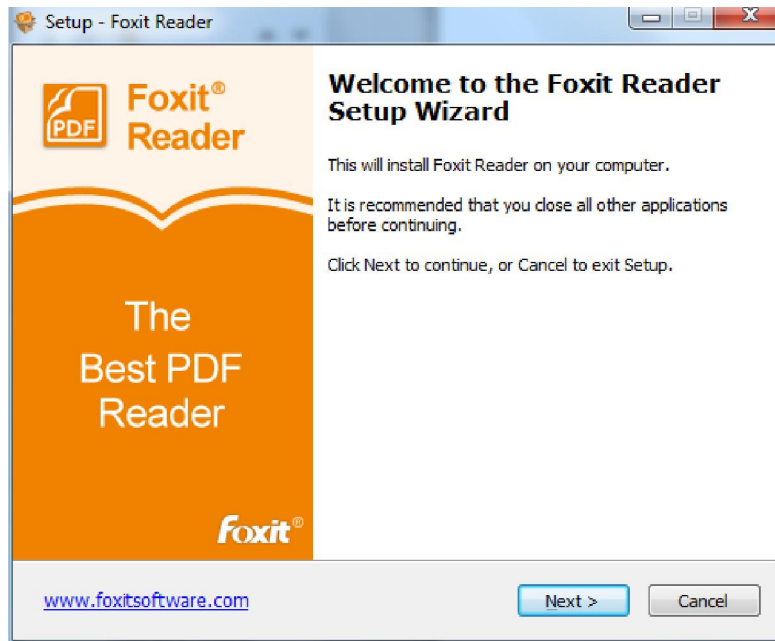 Setup - Foxit Reader
Foxit®
Reader
PDF
The
Best PDF
Reader
foxit®
Welcome to the Foxit Reader
Setup Wizard
This will install Foxit Reader on your computer.
It is recommended that you close all other applications
before continuing.
Click Next to continue, or Cancel to exit Setup.
www.foxitsoftware.com
Next >
Cancel